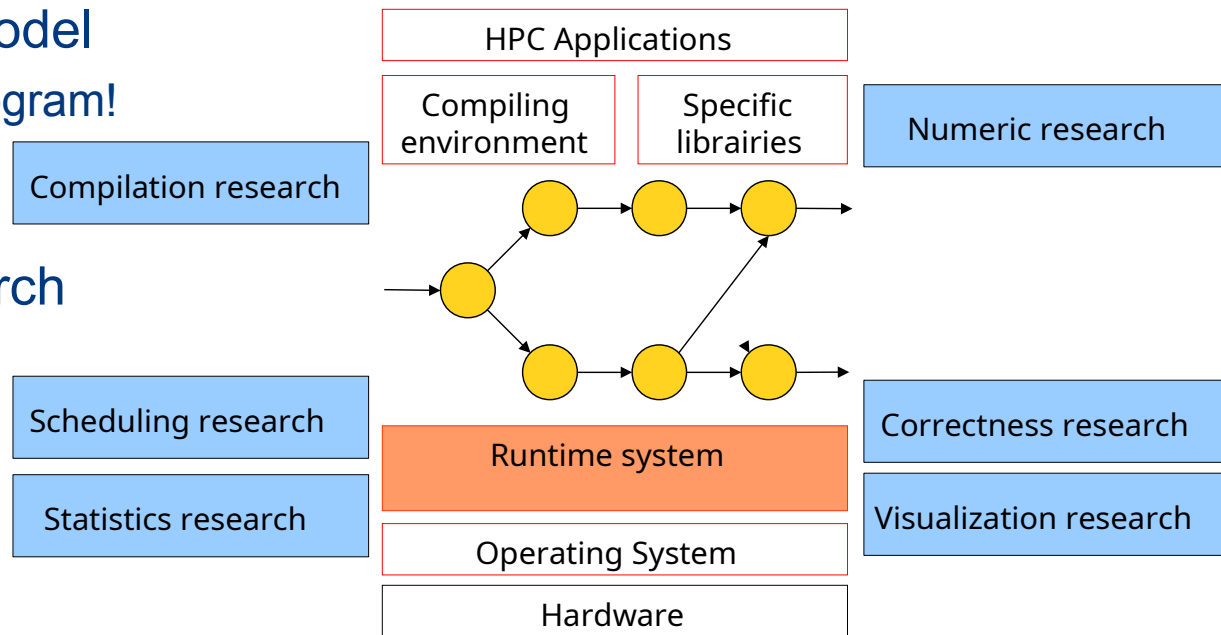 odel
HPC Applications
ogram!
Compiling
environment
Specific
librairies
Numeric research
Compilation research
rch
Scheduling research
Correctness research
Runtime system
Statistics research
Visualization research
Operating System
Hardware